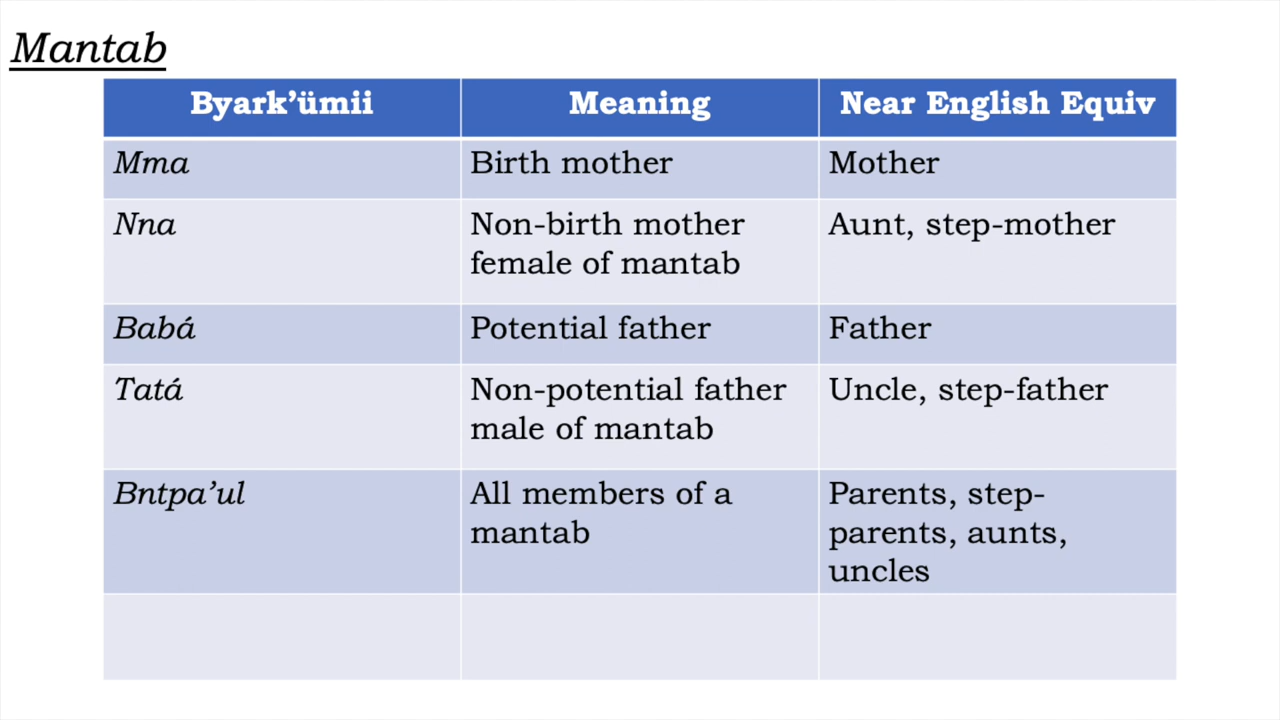 Mantab
Byark’ümii Meaning Near English Equiv
Mma Birth mother Mother
Nna Non-birth mother Aunt, step-mother
female of mantab
Babá Potential father Father
Tatá Non-potential father Uncle, step-father
male of mantab
Bntpa’ul All members of a Parents, step-
mantab parents, aunts,
uncles